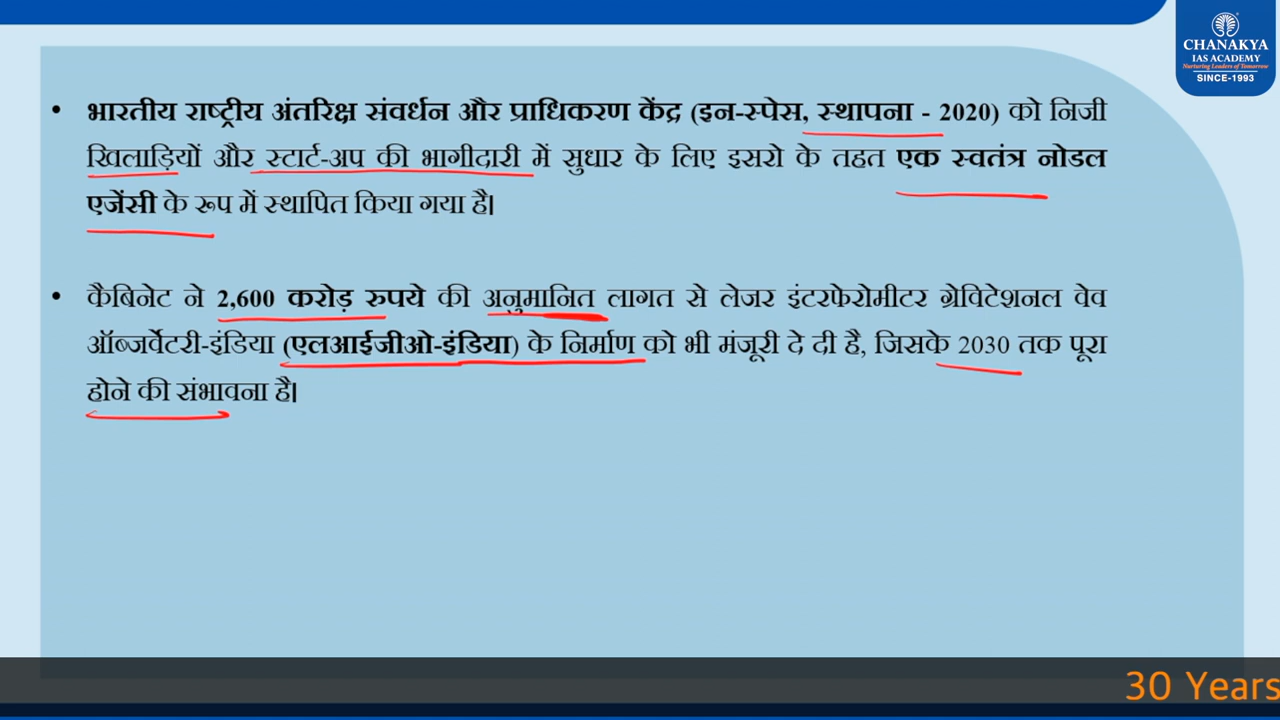 CHANAKYA
IAS ACADEMY
Nurturing Leaders of Tomorrow
SINCE-1993
• भारतीय राष्ट्रीय अंतरिक्ष संवर्धन और प्राधिकरण केंद्र (इन-स्पेस, स्थापना - 2020) को निजी
खिलाड़ियों और स्टार्ट-अप की भागीदारी में सुधार के लिए इसरो के तहत एक स्वतंत्र नोडल
एजेंसी के रूप में स्थापित किया गया है।
• कैबिनेट ने 2,600 करोड़ रुपये की अनुमानित लागत से लेजर इंटरफेरोमीटर ग्रेविटेशनल वेव
ऑब्जर्वेटरी-इंडिया (एलआईजीओ-इंडिया) के निर्माण को भी मंजूरी दे दी है, जिसके 2030 तक पूरा
होने की संभावना है।
30 Years